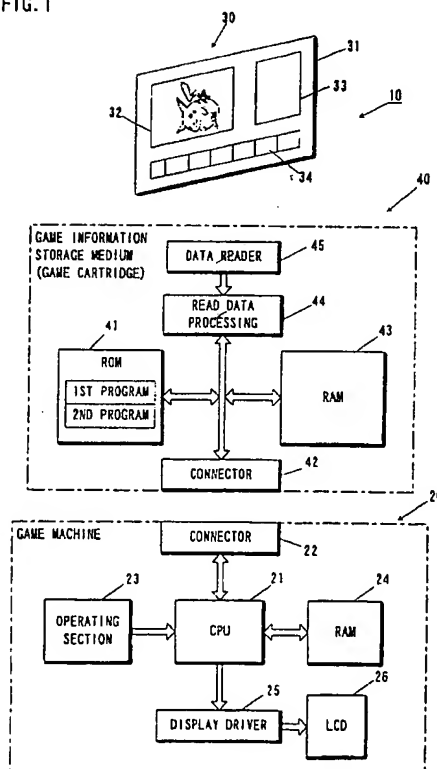 FIG. 1
30
31
32
33
10
34
40
GAME INFORMATION
STORAGE MEDIUM
(GAME CARTRIDGE)
DATA READER
45
READ DATA
PROCESSING
44
41
ROM
1ST PROGRAM
2ND PROGRAM
43
RAM
CONNECTOR
42
GAME MACHINE
CONNECTOR
22
23
OPERATING
SECTION
21
CPU
24
RAM
25
DISPLAY DRIVER
26
LCD